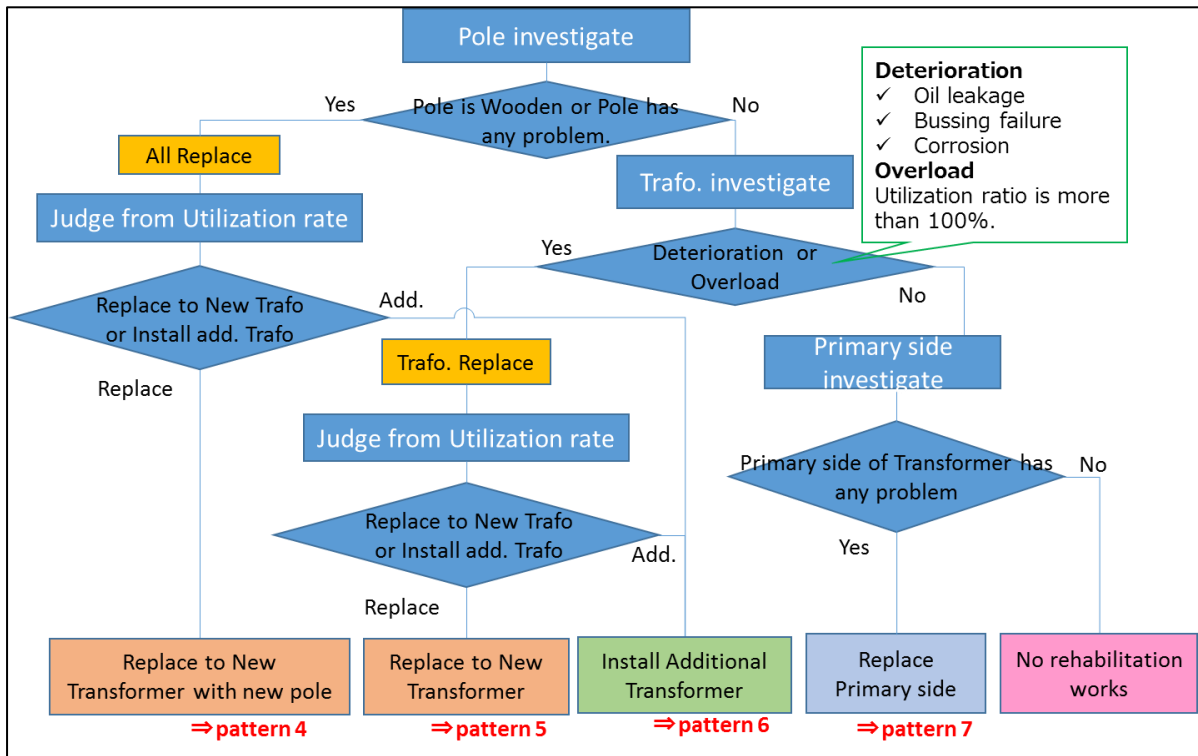 Pole investigate
Yes
Pole is Wooden or Pole has
any problem.
No
Deterioration
✓ Oil leakage
✓ Bussing failure
✓ Corrosion
Overload
Utilization ratio is more
than 100%.
All Replace
Trafo. investigate
Judge from Utilization rate
Yes
Deterioration or
Overload
No
Replace to New Trafo
or Install add. Trafo
Add.
Replace
Trafo. Replace
Primary side
investigate
Judge from Utilization rate
Primary side of Transformer has
any problem
No
Replace to New Trafo
or Install add. Trafo
Add.
Yes
Replace
Replace to New
Transformer with new pole
Replace to New
Transformer
Install Additional
Transformer
Replace
Primary side
No rehabilitation
works
⇒ pattern 4
⇒ pattern 5
⇒ pattern 6
⇒ pattern 7